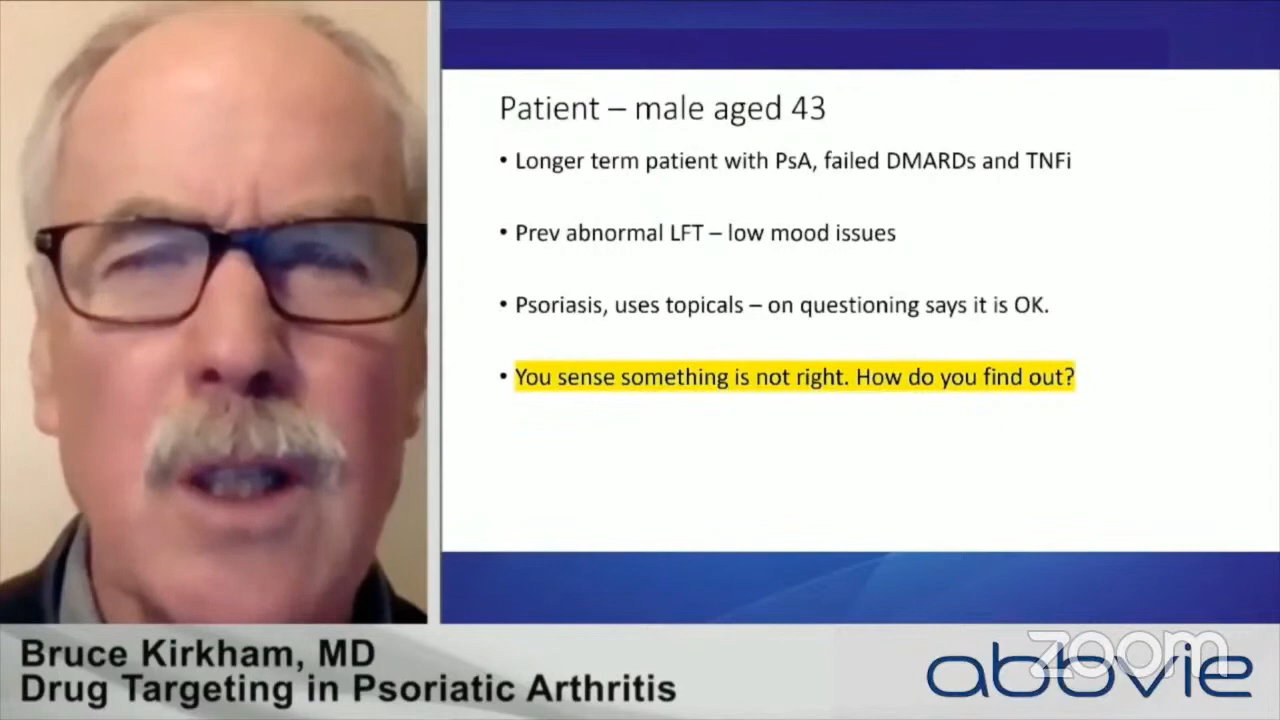 Patient – male aged 43
• Longer term patient with PsA, failed DMARDs and TNFi
• Prev abnormal LFT – low mood issues
• Psoriasis, uses topicals – on questioning says it is OK.
• You sense something is not right. How do you find out?
Bruce Kirkham, MD
Drug Targeting in Psoriatic Arthritis
zoom
abbvie